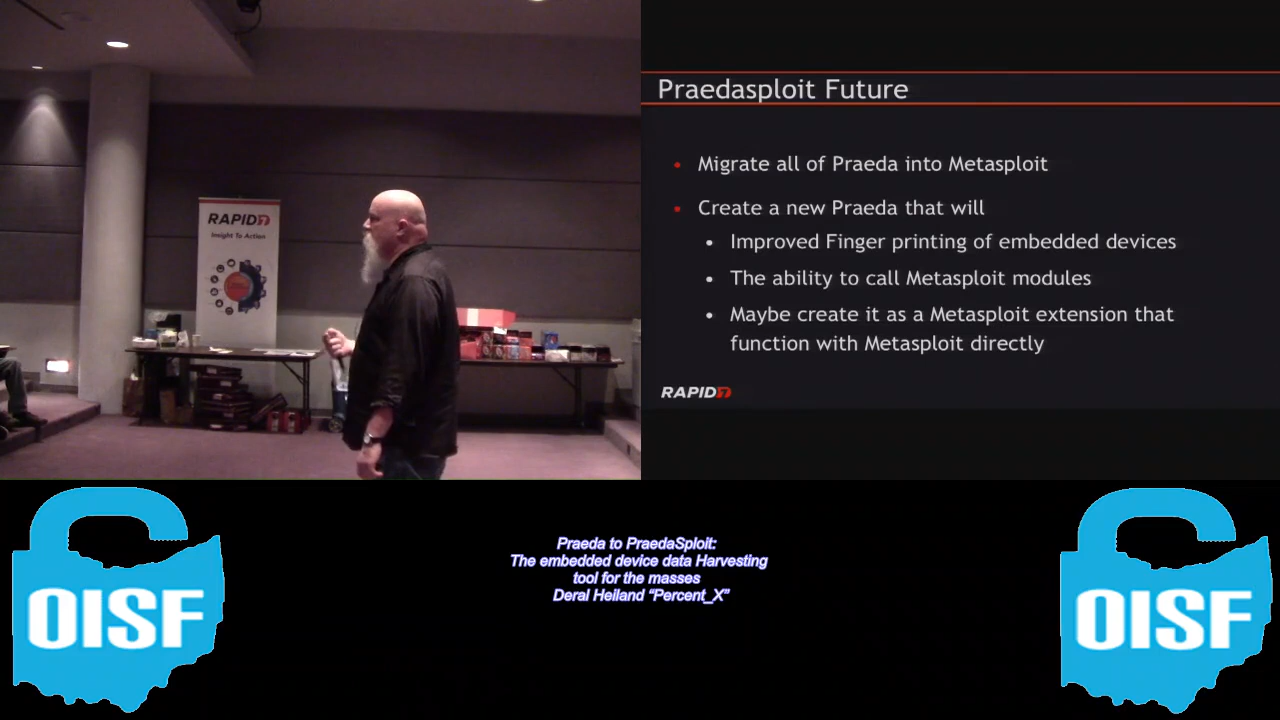 RAPID7
Insight To Action
Praedasploit Future
• Migrate all of Praeda into Metasploit
• Create a new Praeda that will
• Improved Finger printing of embedded devices
• The ability to call Metasploit modules
• Maybe create it as a Metasploit extension that
function with Metasploit directly
RAPID7
Praeda to PraedaSploit:
The embedded device data Harvesting
tool for the masses
Deral Heiland “Percent_X”
OISF
OISF